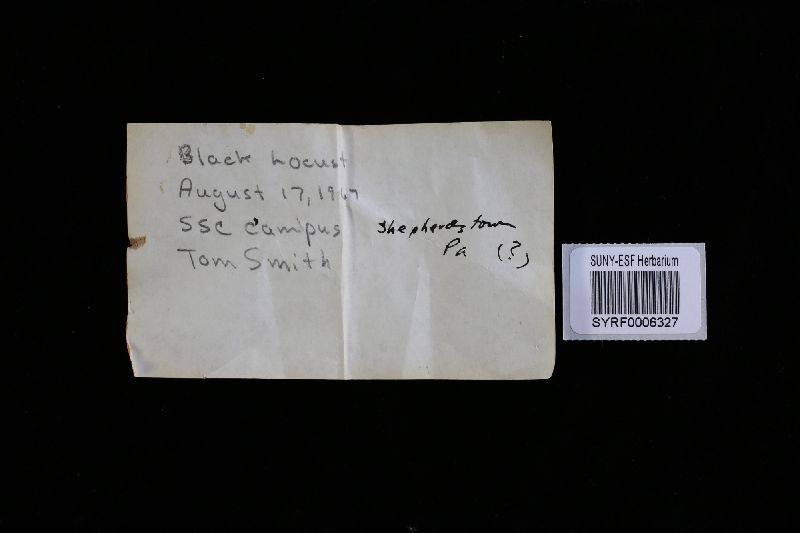 Black Locust
August 17, 1967
SSC campus
Tom Smith
Shepherdstown
Pa (?)
SUNY-ESF Herbarium
SYRF0006327